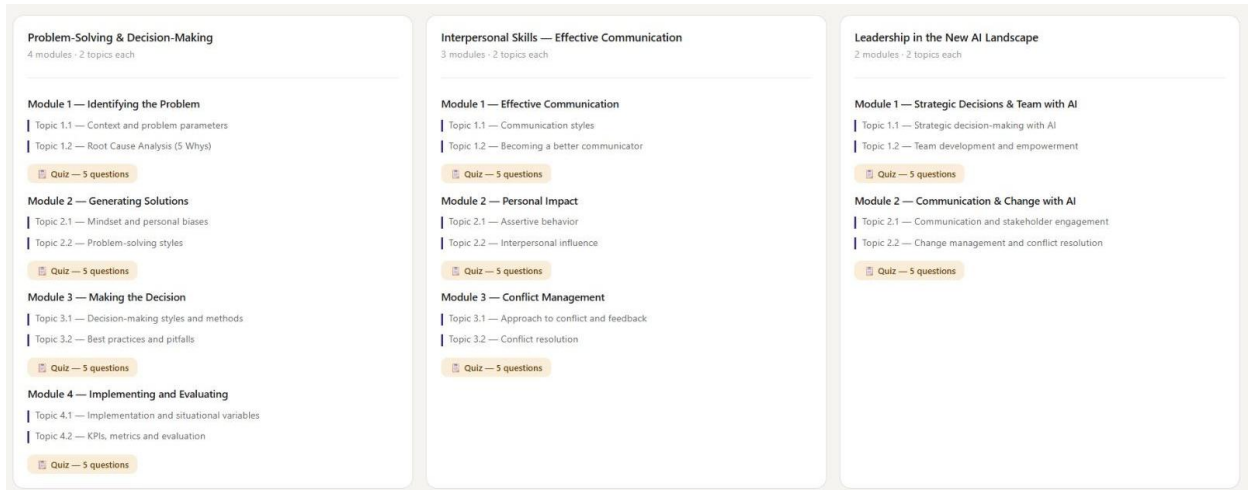 Problem-Solving & Decision-Making
4 modules · 2 topics each
Module 1 — Identifying the Problem
Topic 1.1 — Context and problem parameters
Topic 1.2 — Root Cause Analysis (5 Whys)
Quiz — 5 questions
Module 2 — Generating Solutions
Topic 2.1 — Mindset and personal biases
Topic 2.2 — Problem-solving styles
Quiz — 5 questions
Module 3 — Making the Decision
Topic 3.1 — Decision-making styles and methods
Topic 3.2 — Best practices and pitfalls
Quiz — 5 questions
Module 4 — Implementing and Evaluating
Topic 4.1 — Implementation and situational variables
Topic 4.2 — KPIs, metrics and evaluation
Quiz — 5 questions
Interpersonal Skills — Effective Communication
3 modules · 2 topics each
Module 1 — Effective Communication
Topic 1.1 — Communication styles
Topic 1.2 — Becoming a better communicator
Quiz — 5 questions
Module 2 — Personal Impact
Topic 2.1 — Assertive behavior
Topic 2.2 — Interpersonal influence
Quiz — 5 questions
Module 3 — Conflict Management
Topic 3.1 — Approach to conflict and feedback
Topic 3.2 — Conflict resolution
Quiz — 5 questions
Leadership in the New AI Landscape
2 modules · 2 topics each
Module 1 — Strategic Decisions & Team with AI
Topic 1.1 — Strategic decision-making with AI
Topic 1.2 — Team development and empowerment
Quiz — 5 questions
Module 2 — Communication & Change with AI
Topic 2.1 — Communication and stakeholder engagement
Topic 2.2 — Change management and conflict resolution
Quiz — 5 questions